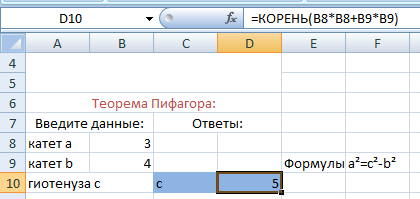 D10 fx =КОРЕНЬ(B8*B8+B9*B9)
A B C D E F
4
5
6 Теорема Пифагора:
7 Введите данные: Ответы:
8 катет a 3
9 катет b 4 Формулы a²=c²-b²
10 гиотенуза c c 5